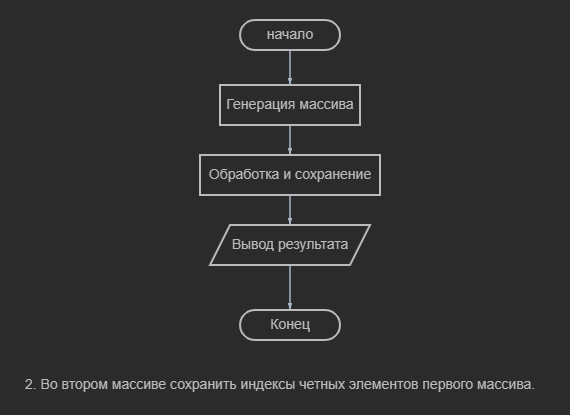 начало
Генерация массива
Обработка и сохранение
Вывод результата
Конец
2. Во втором массиве сохранить индексы четных элементов первого массива.